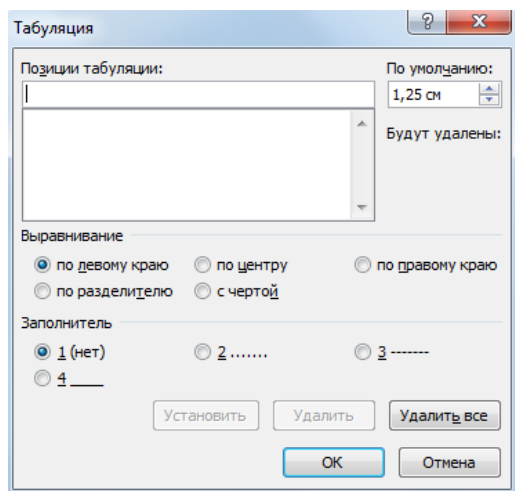 Табуляция
Позиции табуляции:
По умолчанию:
1,25 см
Будут удалены:
Выравнивание
по левому краю по центру по правому краю
по разделителю с чертой
Заполнитель
1 (нет) 2 ....... 3 -------
4 ____
Установить Удалить Удалить все
ОК Отмена